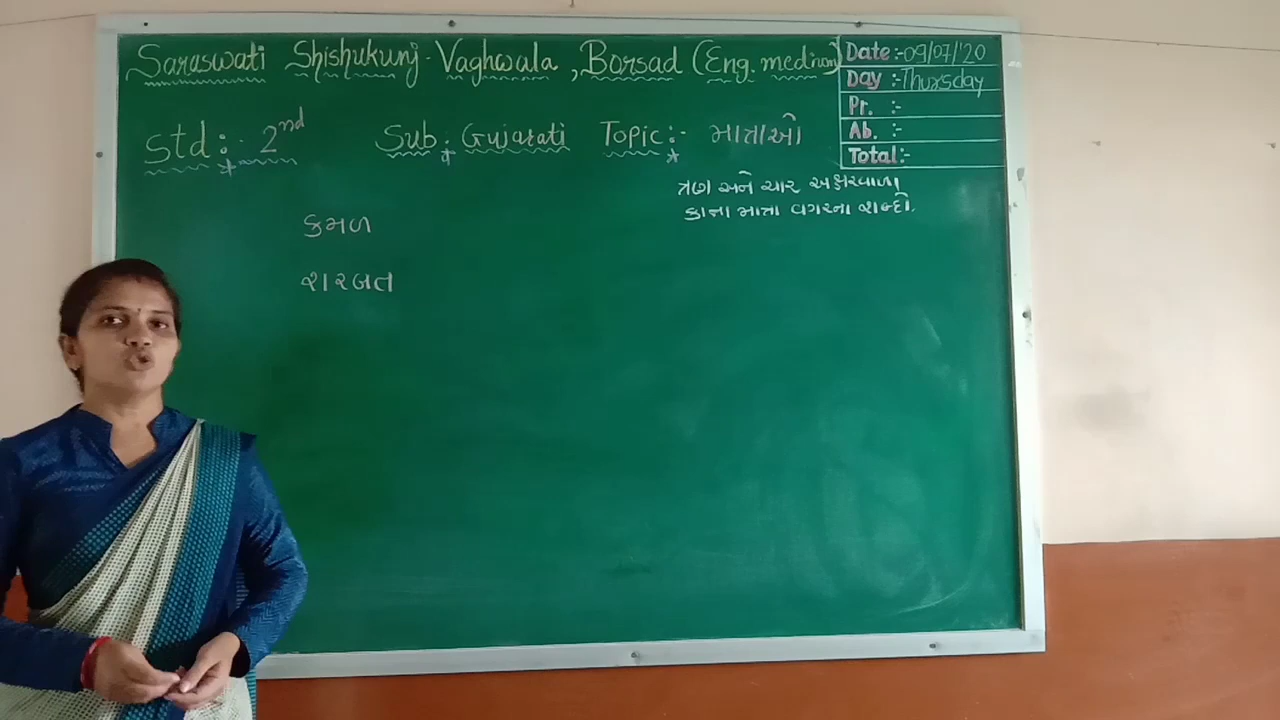 Saraswati Shishukunj - Vaghwala , Borsad (Eng. medium)
Date :- 09/07/'20
Day :- Thursday
Pr. :-
Ab. :-
Total:-
Std :- 2nd Sub : Gujarati Topic :- માત્રાઓ
ત્રણ અને ચાર અક્ષરવાળા
કાના માત્રા વગરના શબ્દો.
કમળ
શરબત